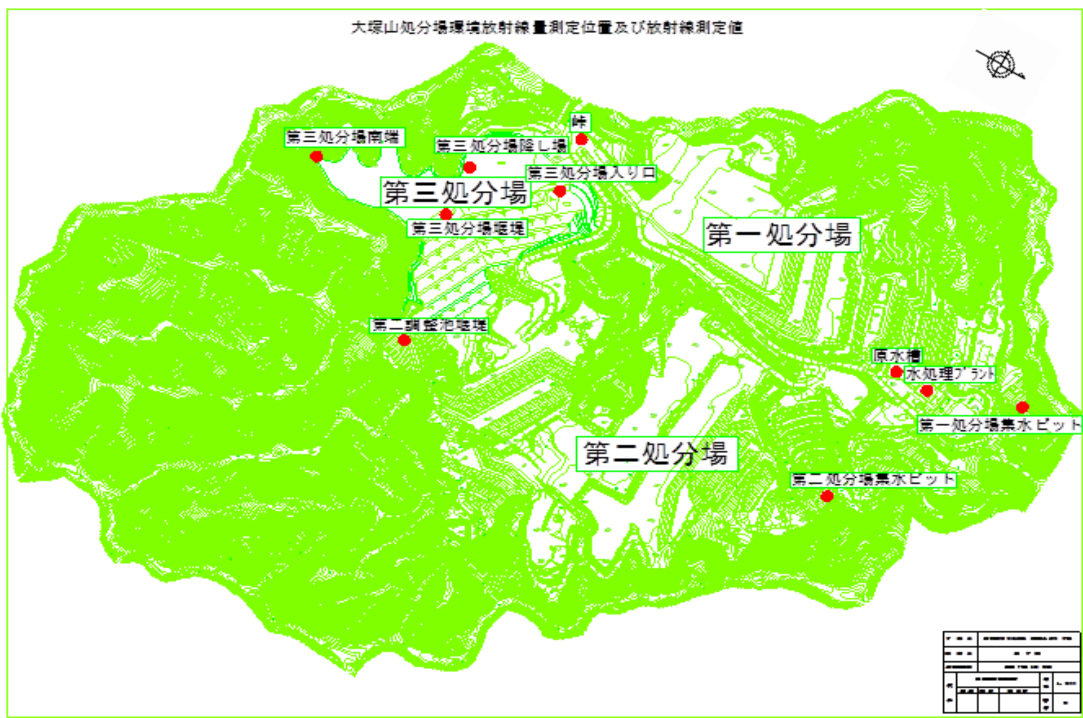 大塚山処分場環境放射線量測定位置及び放射線測定値
峠
第三処分場南端
第三処分場降し場
第三処分場入り口
第三処分場
第三処分場堰堤
第一処分場
第二調整池堰堤
原水槽
水処理プラント
第一処分場集水ピット
第二処分場
第二処分場集水ピット